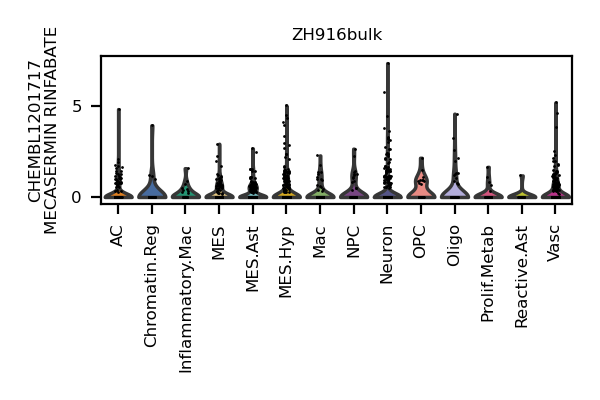 ZH916bulk
CHEMBL1201717
MECASERMIN RINFABATE
5
0
AC
Chromatin.Reg
Inflammatory.Mac
MES
MES.Ast
MES.Hyp
Mac
NPC
Neuron
OPC
Oligo
Prolif.Metab
Reactive.Ast
Vasc